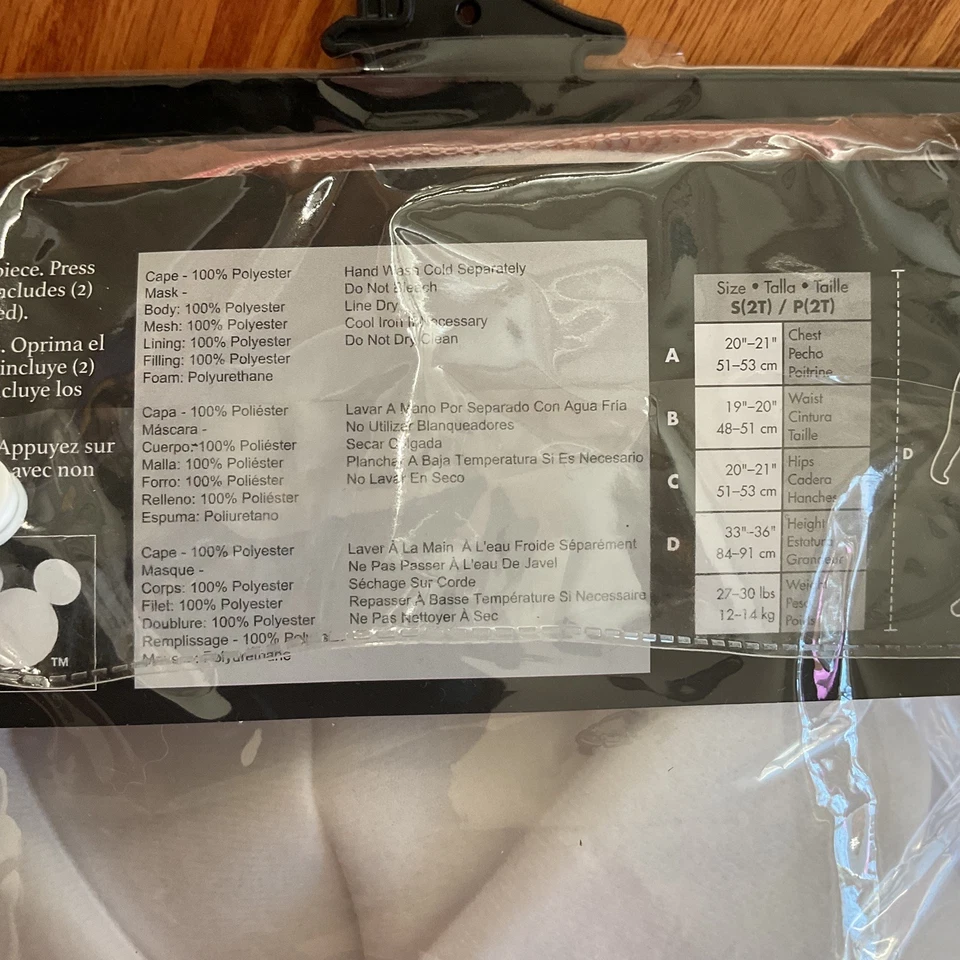 piece. Press
ncludes (2)
ed).
. Oprima el
incluye (2)
cluye los
Appuyez sur
avec non
TM
Cape - 100% Polyester
Mask -
Body: 100% Polyester
Mesh: 100% Polyester
Lining: 100% Polyester
Filling: 100% Polyester
Foam: Polyurethane
Hand Wash Cold Separately
Do Not Bleach
Line Dry
Cool Iron If Necessary
Do Not Dry Clean
Capa - 100% Poliéster
Máscara -
Cuerpo: 100% Poliéster
Malla: 100% Poliéster
Forro: 100% Poliéster
Relleno: 100% Poliéster
Espuma: Poliuretano
Lavar A Mano Por Separado Con Agua Fria
No Utilizar Blanqueadores
Secar Colgada
Planchar A Baja Temperatura Si Es Necesario
No Lavar En Seco
Cape - 100% Polyester
Masque -
Corps: 100% Polyester
Filet: 100% Polyester
Doublure: 100% Polyester
Remplissage - 100%
Polyurethane
Laver À La Main À L'eau Froide Séparément
Ne Pas Passer À L'eau De Javel
Séchage Sur Corde
Repasser À Basse Température Si Necessaire
Ne Pas Nettoyer À Sec
Size • Talla • Taille
S(2T) / P(2T)
A
20"–21"
51–53 cm
Chest
Pecho
Poitrine
B
19"–20"
48–51 cm
Waist
Cintura
Taille
C
20"–21"
51–53 cm
Hips
Cadera
Hanches
D
33"–36"
84–91 cm
Height
Estatura
Grandeur
27–30 lbs
12–14 kg
Weight
Peso
Poids
D